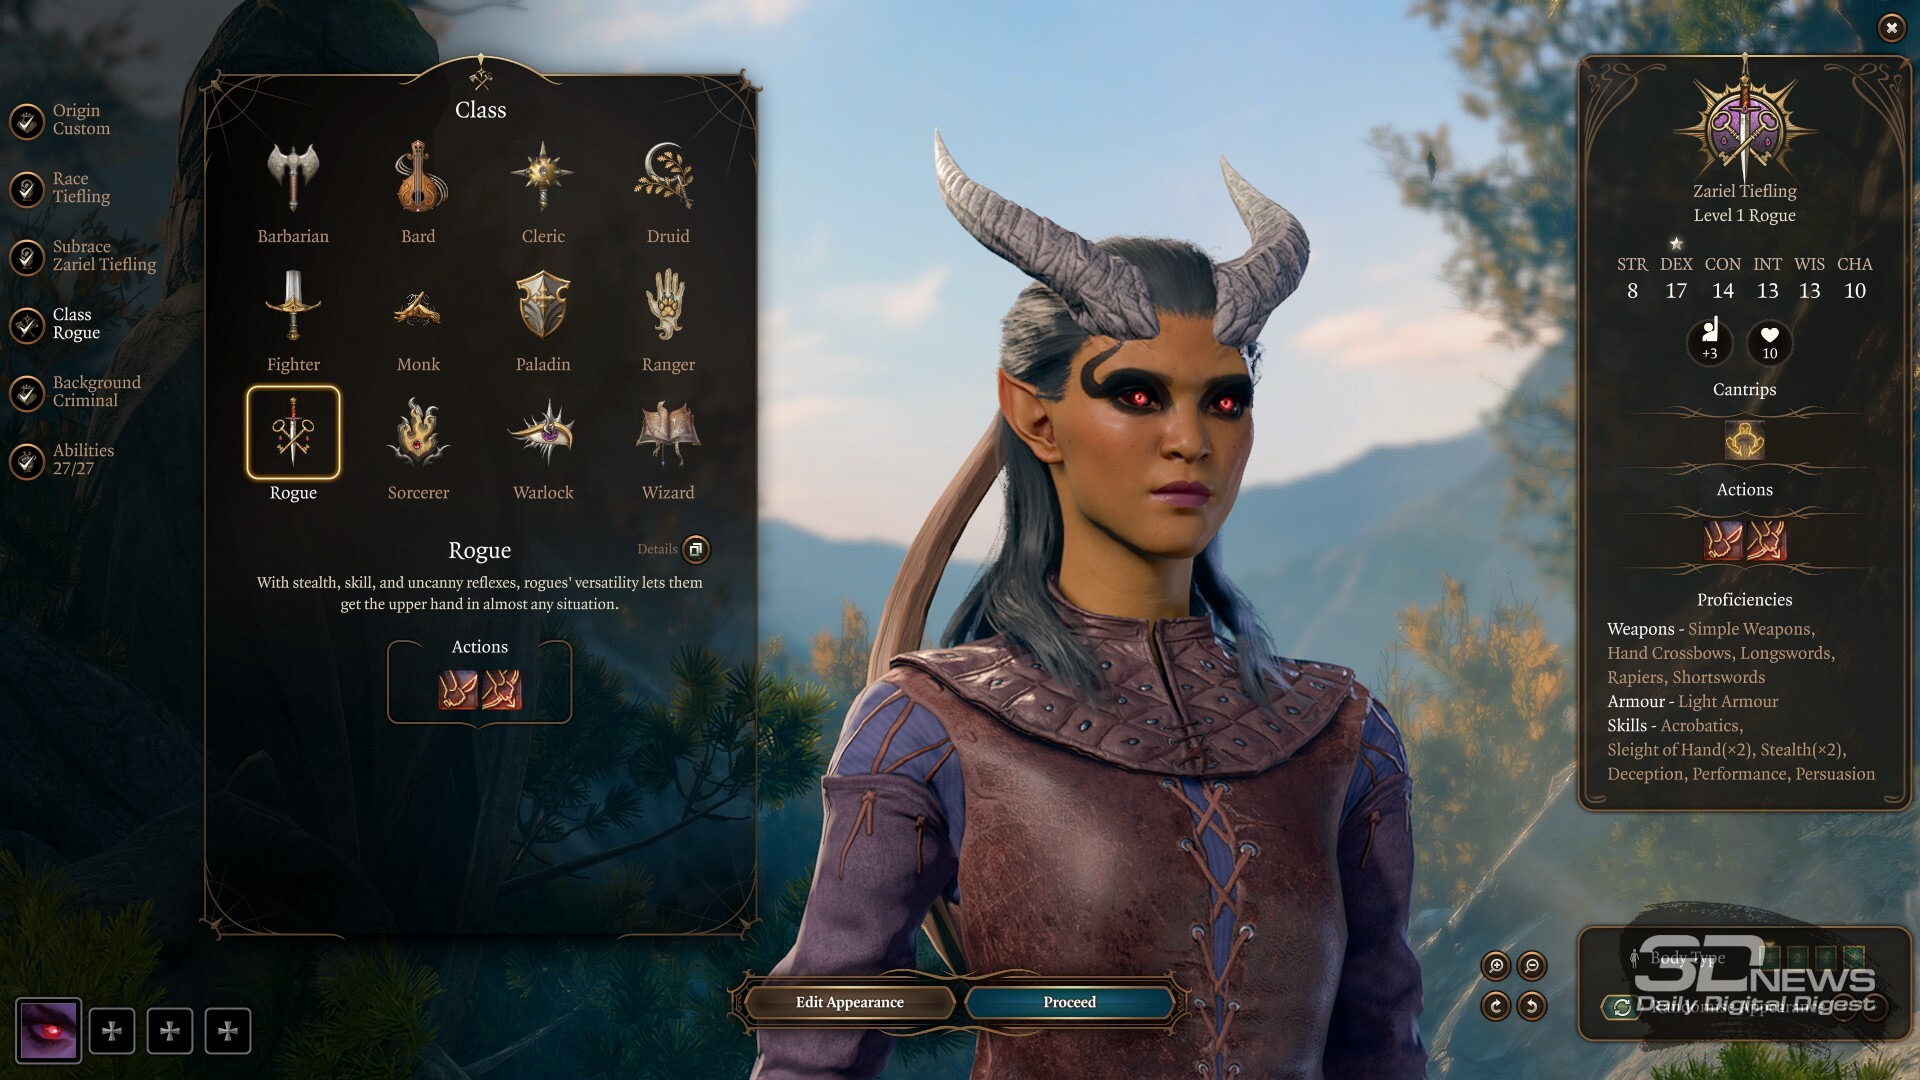 Origin
Custom
Race
Tiefling
Subrace
Zariel Tiefling
Class
Rogue
Background
Criminal
Abilities
27/27
Class
Barbarian
Bard
Cleric
Druid
Fighter
Monk
Paladin
Ranger
Rogue
Sorcerer
Warlock
Wizard
Rogue
Details
With stealth, skill, and uncanny reflexes, rogues' versatility lets them
get the upper hand in almost any situation.
Actions
Edit Appearance
Proceed
Zariel Tiefling
Level 1 Rogue
STR DEX CON INT WIS CHA
8 17 14 13 13 10
+3 10
Cantrips
Actions
Proficiencies
Weapons - Simple Weapons,
Hand Crossbows, Longswords,
Rapiers, Shortswords
Armour - Light Armour
Skills - Acrobatics,
Sleight of Hand(×2), Stealth(×2),
Deception, Performance, Persuasion
Body Type
Randomise Appearance
3DNEWS
Daily Digital Digest